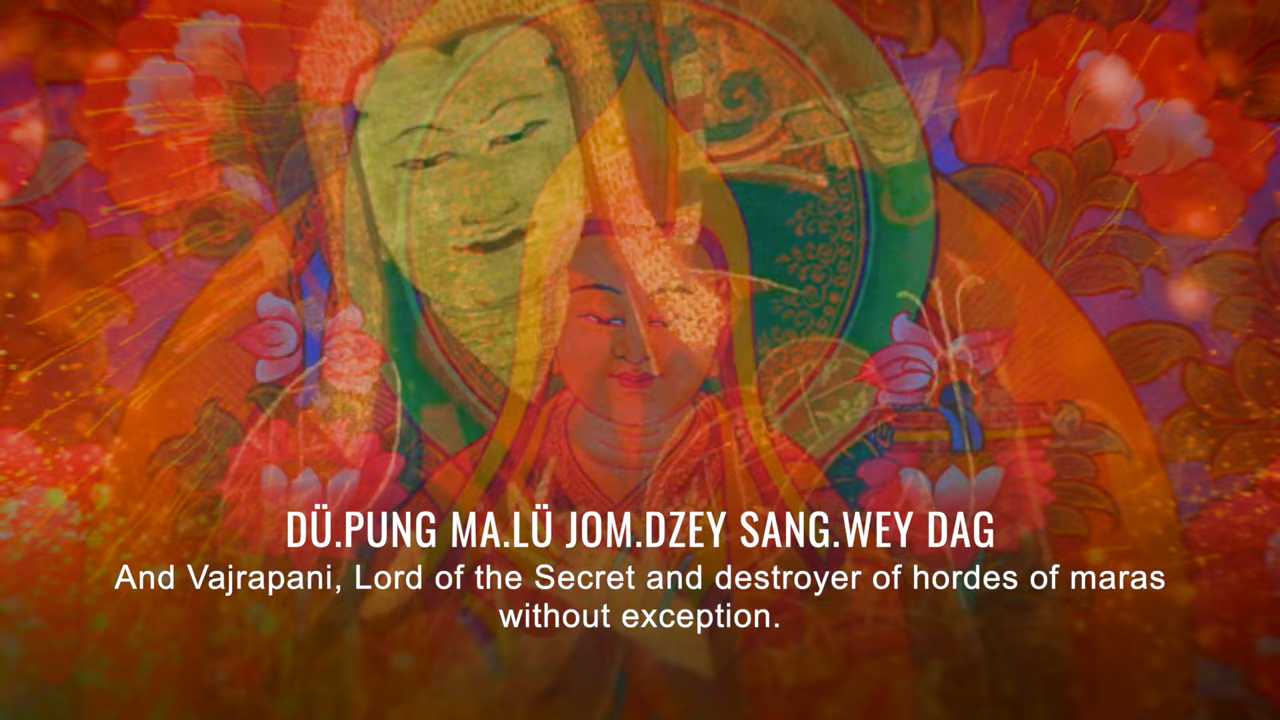 DÜ.PUNG MA.LÜ JOM.DZEY SANG.WEY DAG
And Vajrapani, Lord of the Secret and destroyer of hordes of maras
without exception.